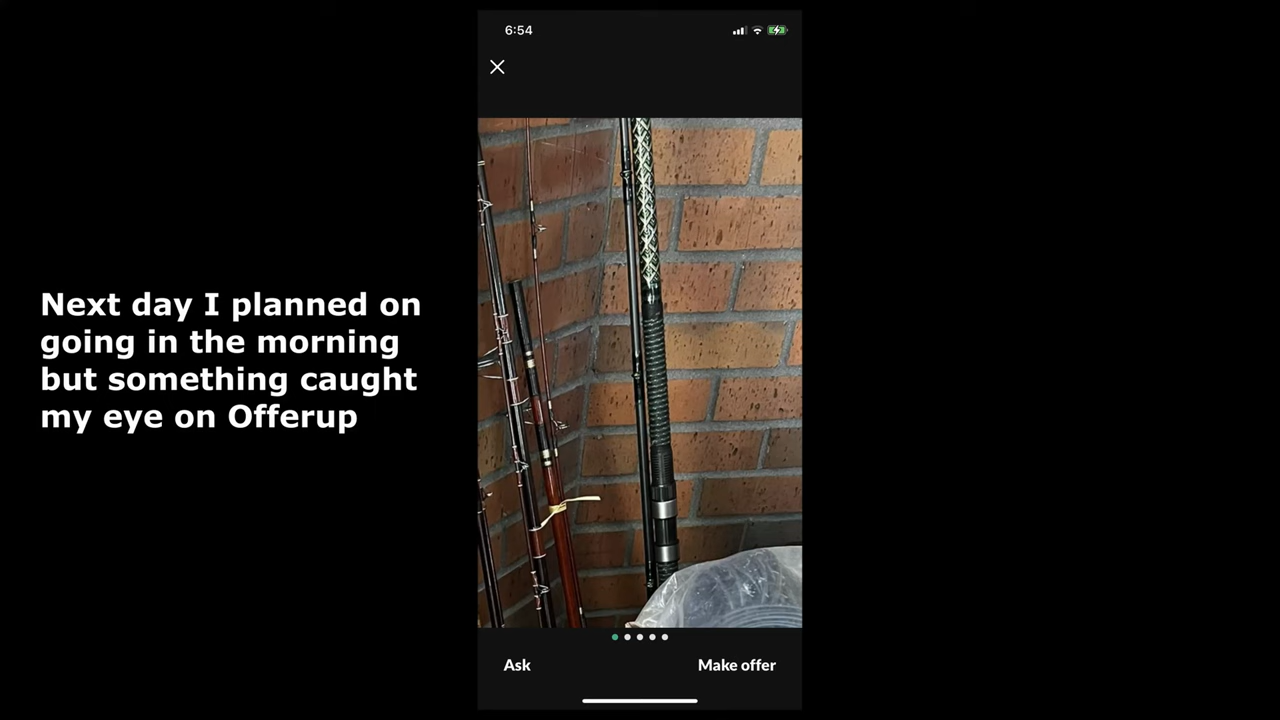 6:54
Next day I planned on
going in the morning
but something caught
my eye on Offerup
Ask
Make offer